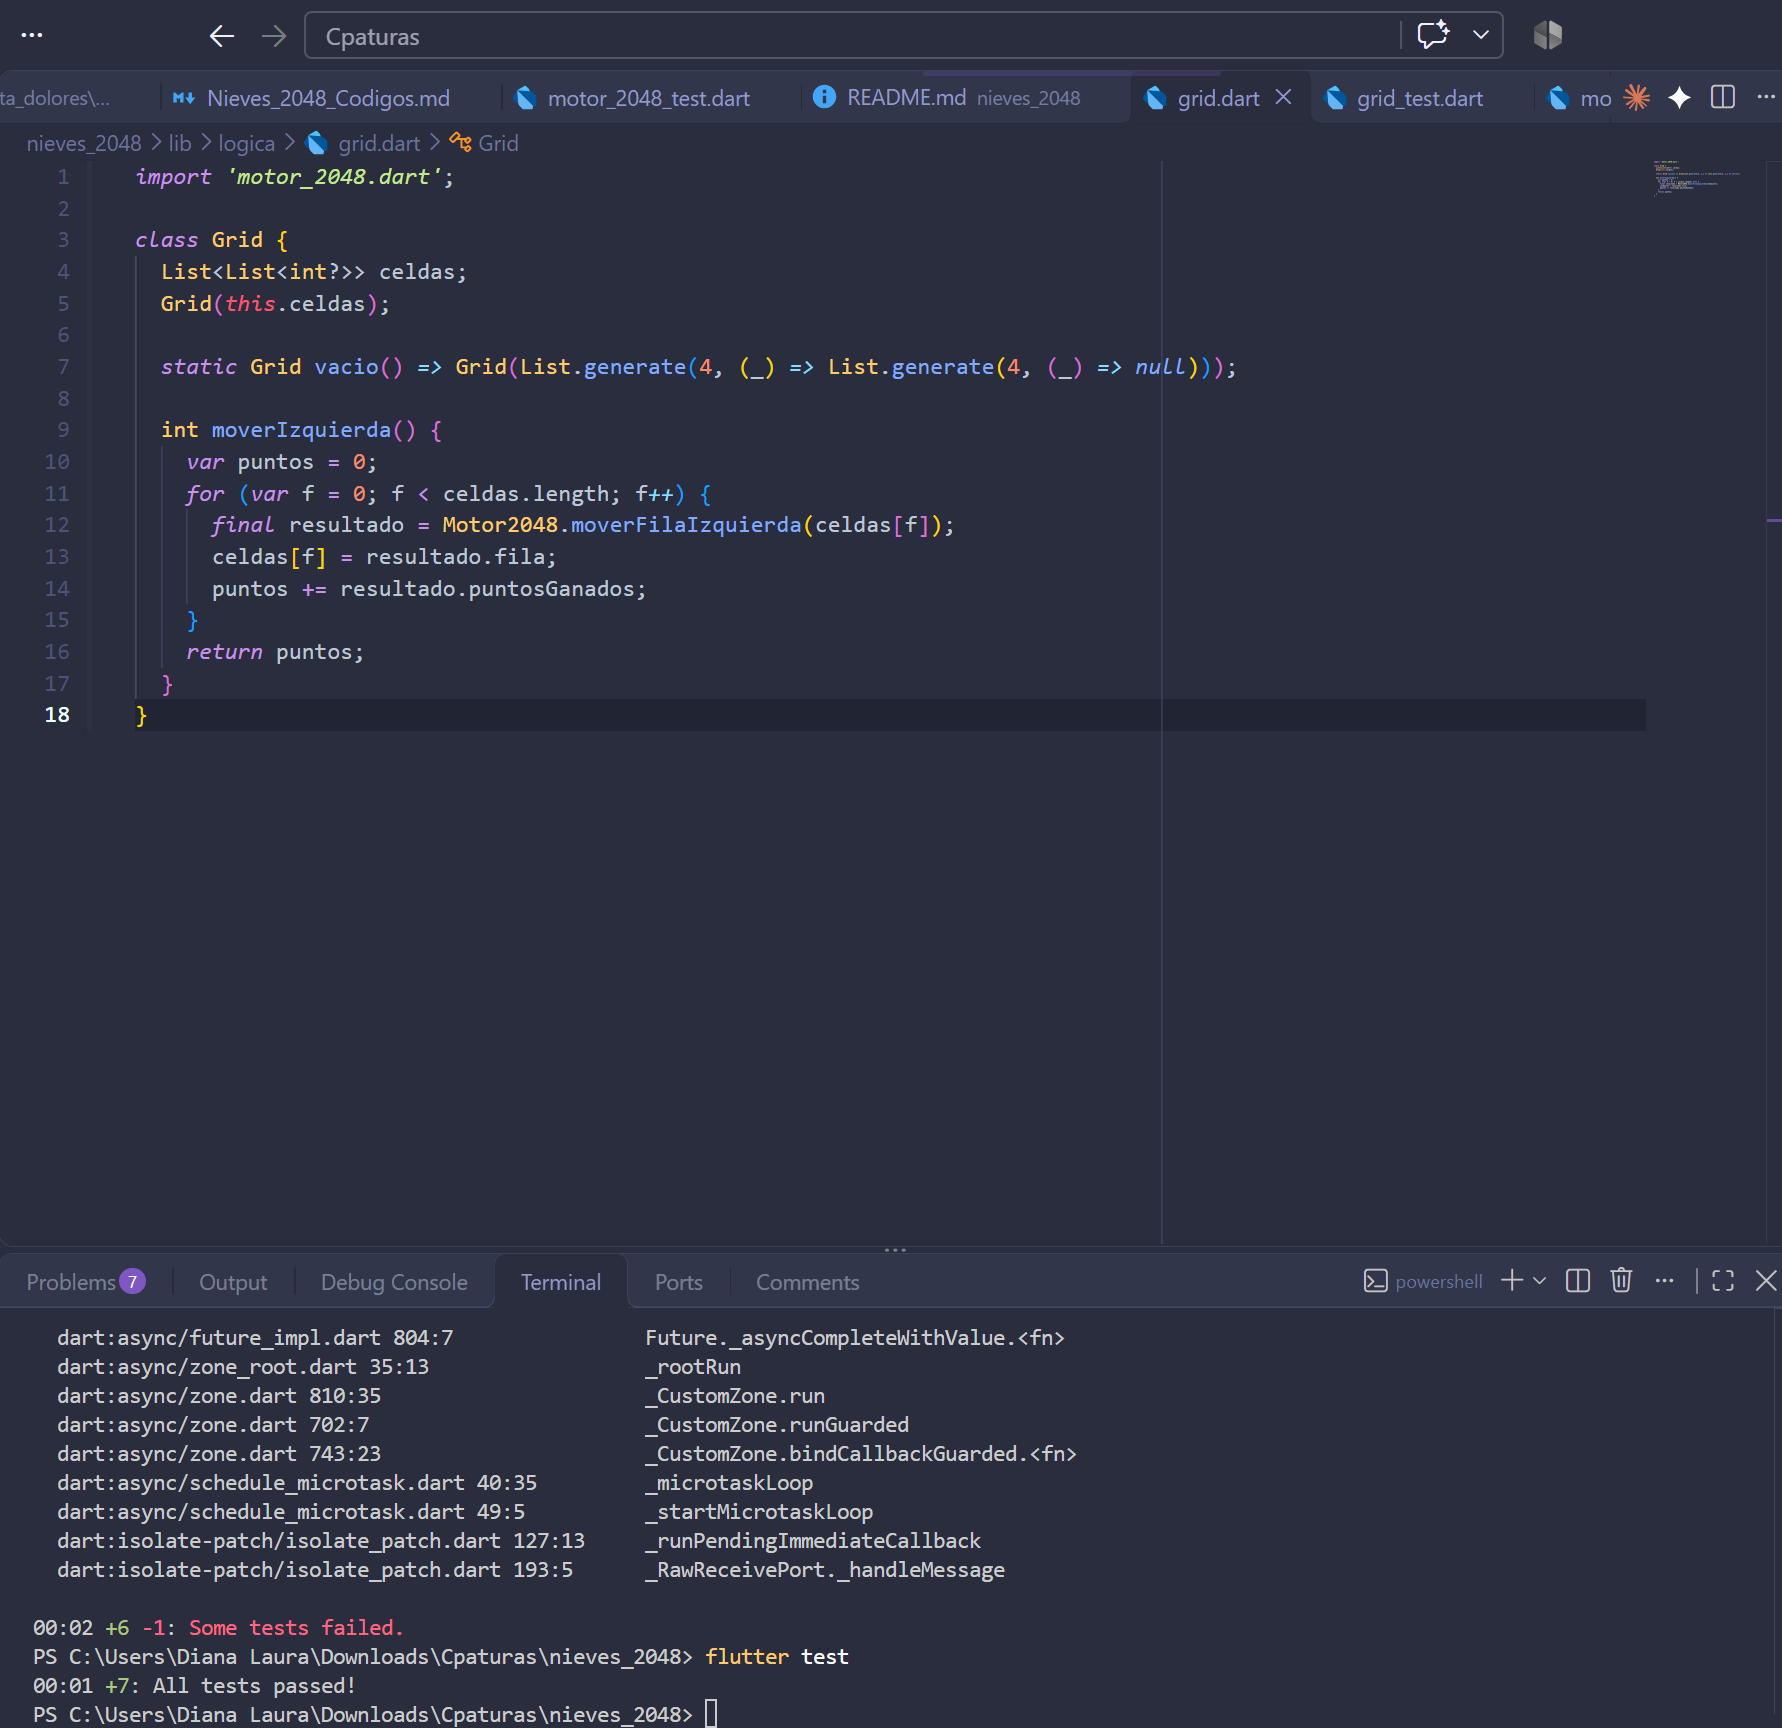 Cpaturas
ta_dolores\...
Nieves_2048_Codigos.md
motor_2048_test.dart
README.md nieves_2048
grid.dart
grid_test.dart
mo
nieves_2048 > lib > logica > grid.dart > Grid
1 import 'motor_2048.dart';
2
3 class Grid {
4 List<List<int?>> celdas;
5 Grid(this.celdas);
6
7 static Grid vacio() => Grid(List.generate(4, (_) => List.generate(4, (_) => null)));
8
9 int moverIzquierda() {
10 var puntos = 0;
11 for (var f = 0; f < celdas.length; f++) {
12 final resultado = Motor2048.moverFilaIzquierda(celdas[f]);
13 celdas[f] = resultado.fila;
14 puntos += resultado.puntosGanados;
15 }
16 return puntos;
17 }
18 }
Problems 7 Output Debug Console Terminal Ports Comments powershell
dart:async/future_impl.dart 804:7 Future._asyncCompleteWithValue.<fn>
dart:async/zone_root.dart 35:13 _rootRun
dart:async/zone.dart 810:35 _CustomZone.run
dart:async/zone.dart 702:7 _CustomZone.runGuarded
dart:async/zone.dart 743:23 _CustomZone.bindCallbackGuarded.<fn>
dart:async/schedule_microtask.dart 40:35 _microtaskLoop
dart:async/schedule_microtask.dart 49:5 _startMicrotaskLoop
dart:isolate-patch/isolate_patch.dart 127:13 _runPendingImmediateCallback
dart:isolate-patch/isolate_patch.dart 193:5 _RawReceivePort._handleMessage
00:02 +6 -1: Some tests failed.
PS C:\Users\Diana Laura\Downloads\Cpaturas\nieves_2048> flutter test
00:01 +7: All tests passed!
PS C:\Users\Diana Laura\Downloads\Cpaturas\nieves_2048>